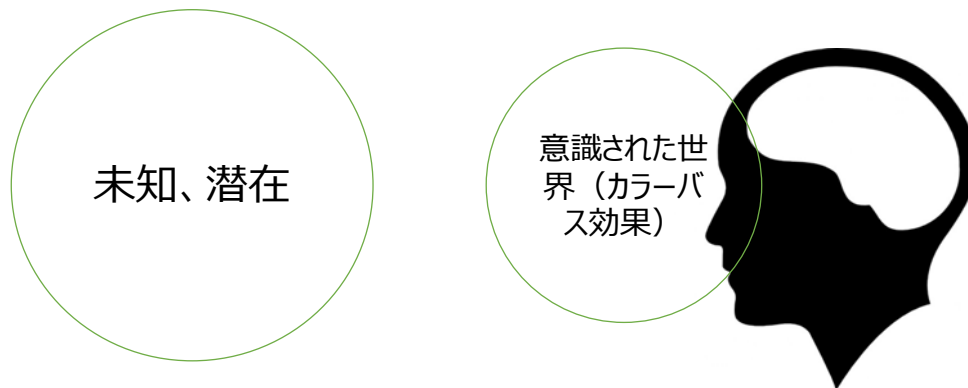 未知、潜在
意識された世
界（カラーバ
ス効果）